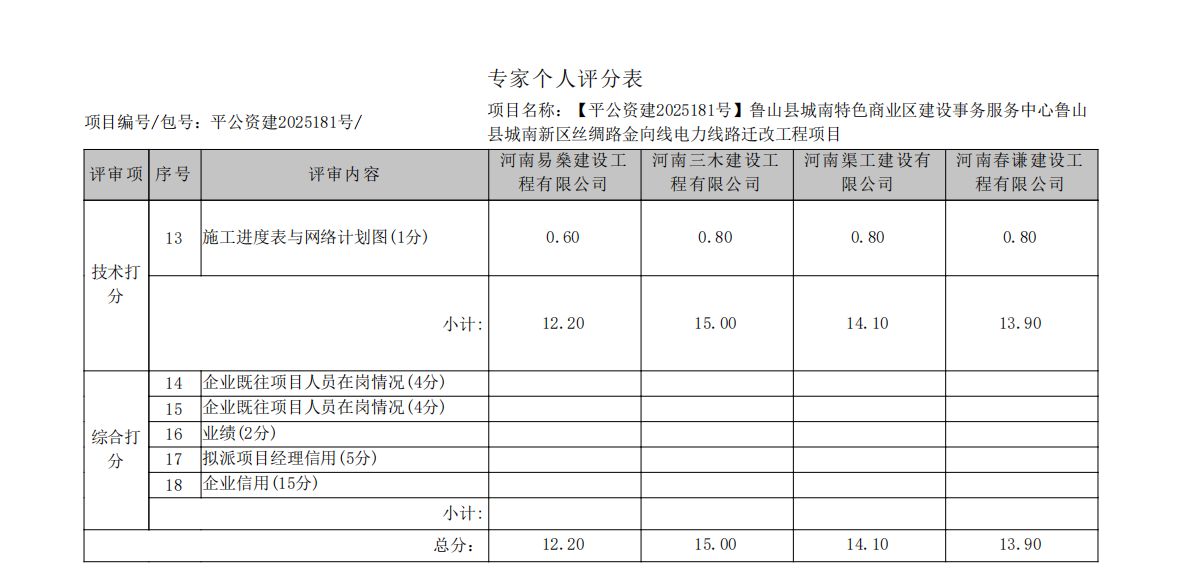 专家个人评分表
项目编号/包号：平公资建2025181号/
项目名称：【平公资建2025181号】鲁山县城南特色商业区建设事务服务中心鲁山
县城南新区丝绸路金向线电力线路迁改工程项目
评审项 序号 评审内容 河南易燊建设工程有限公司 河南三木建设工程有限公司 河南渠工建设有限公司 河南春谦建设工程有限公司
技术打分
13 施工进度表与网络计划图(1分) 0.60 0.80 0.80 0.80
小计: 12.20 15.00 14.10 13.90
综合打分
14 企业既往项目人员在岗情况(4分)
15 企业既往项目人员在岗情况(4分)
16 业绩(2分)
17 拟派项目经理信用(5分)
18 企业信用(15分)
小计:
总分: 12.20 15.00 14.10 13.90